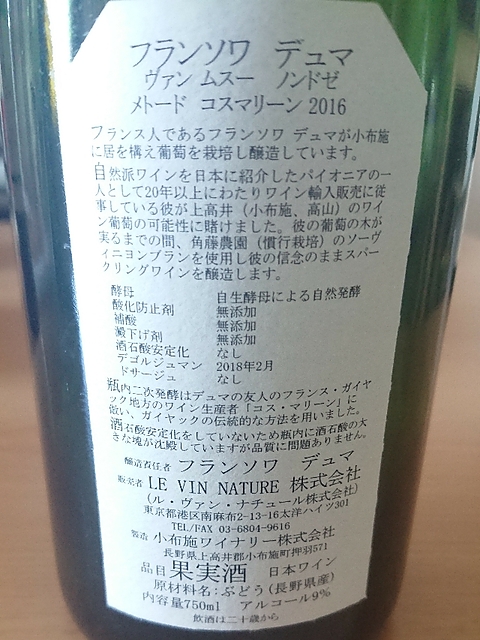 フランソワ デュマ
ヴァン ムスー ノンドゼ
メトード コスマリーン 2016
フランス人であるフランソワ デュマが小布施
に居を構え葡萄を栽培し醸造しています。
自然派ワインを日本に紹介したパイオニアの一
人として20年以上にわたりワイン輸入販売に従
事している彼が上高井（小布施、高山）のワイ
ン葡萄の可能性に賭けました。彼の葡萄の木が
実るまでの間、角藤農園（慣行栽培）のソーヴ
ィニヨンブランを使用し彼の信念のままスパー
クリングワインを醸造します。
酵母 自生酵母による自然発酵
酸化防止剤 無添加
補酸 無添加
澱下げ剤 無添加
酒石酸安定化 なし
デゴルジュマン 2018年2月
ドサージュ なし
瓶内二次発酵はデュマの友人のフランス・ガイヤ
ック地方のワイン生産者「コス・マリーン」に
倣い、ガイヤックの伝統的な方法を用いました。
酒石酸安定化をしていないため瓶内に酒石酸の大
きな塊が沈殿していますが品質に問題ありません。
醸造責任者 フランソワ デュマ
販売者 LE VIN NATURE 株式会社
（ル・ヴァン・ナチュール株式会社）
東京都港区南麻布2-13-16太洋ハイツ301
TEL/FAX 03-6804-9616
製造 小布施ワイナリー株式会社
長野県上高井郡小布施町押羽571
品目 果実酒 日本ワイン
原材料名：ぶどう（長野県産）
内容量750ml アルコール9%
飲酒は二十歳から